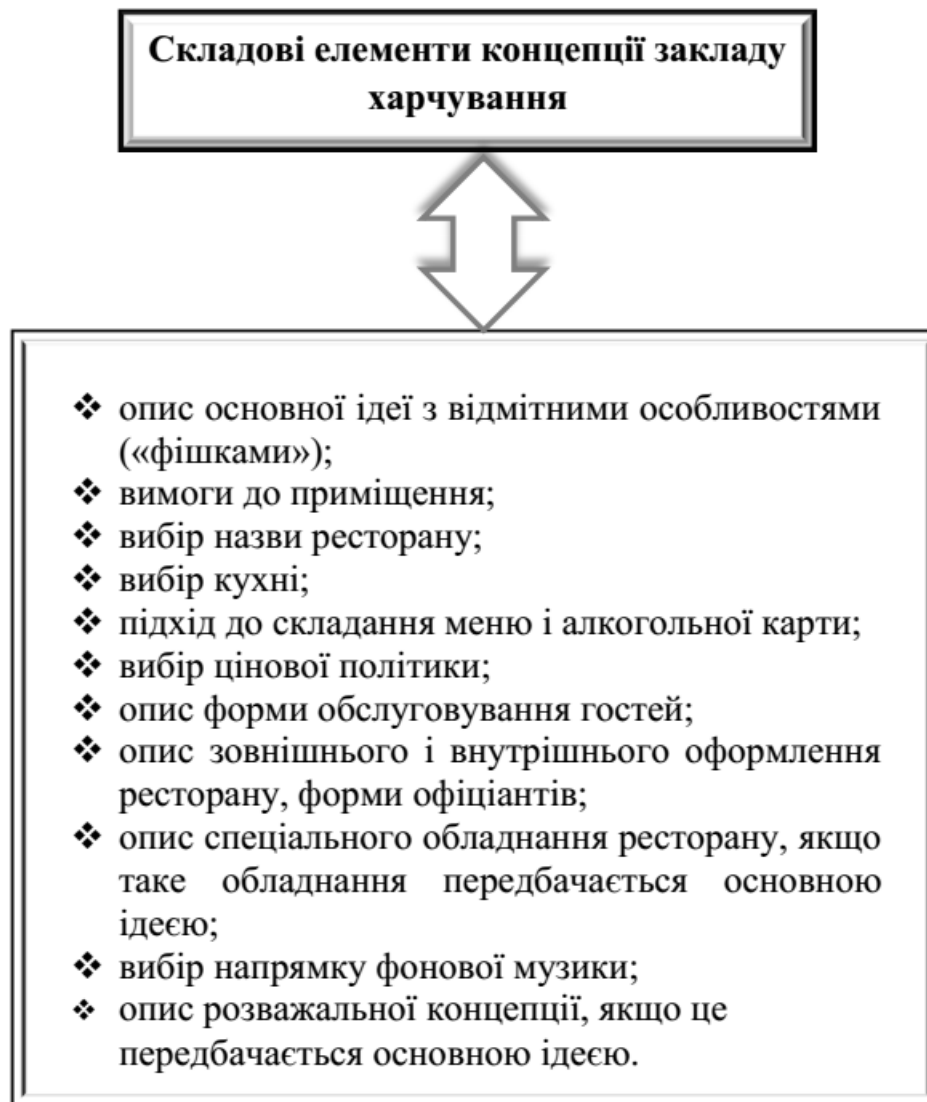 Складові елементи концепції закладу
харчування
❖ опис основної ідеї з відмітними особливостями
(«фішками»);
❖ вимоги до приміщення;
❖ вибір назви ресторану;
❖ вибір кухні;
❖ підхід до складання меню і алкогольної карти;
❖ вибір цінової політики;
❖ опис форми обслуговування гостей;
❖ опис зовнішнього і внутрішнього оформлення
ресторану, форми офіціантів;
❖ опис спеціального обладнання ресторану, якщо
таке обладнання передбачається основною
ідеєю;
❖ вибір напрямку фонової музики;
❖ опис розважальної концепції, якщо це
передбачається основною ідеєю.